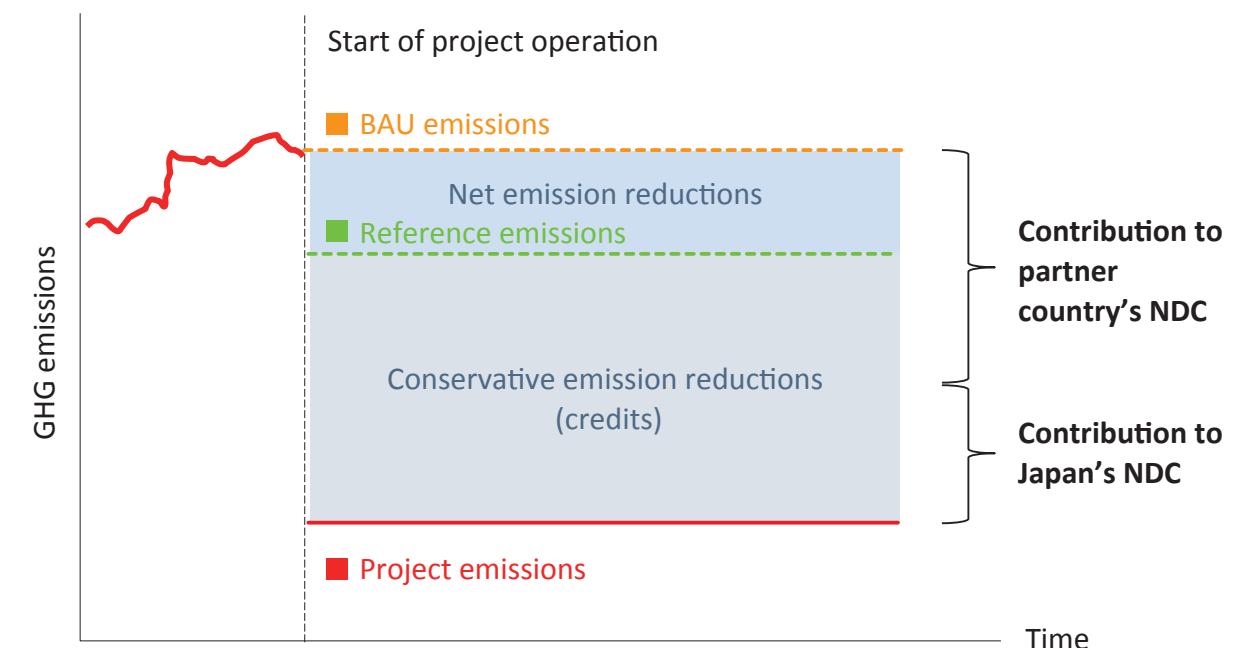 Start of project operation
BAU emissions
Net emission reductions
Reference emissions
Conservative emission reductions
(credits)
Project emissions
GHG emissions
Time
Contribution to
partner
country’s NDC
Contribution to
Japan’s NDC